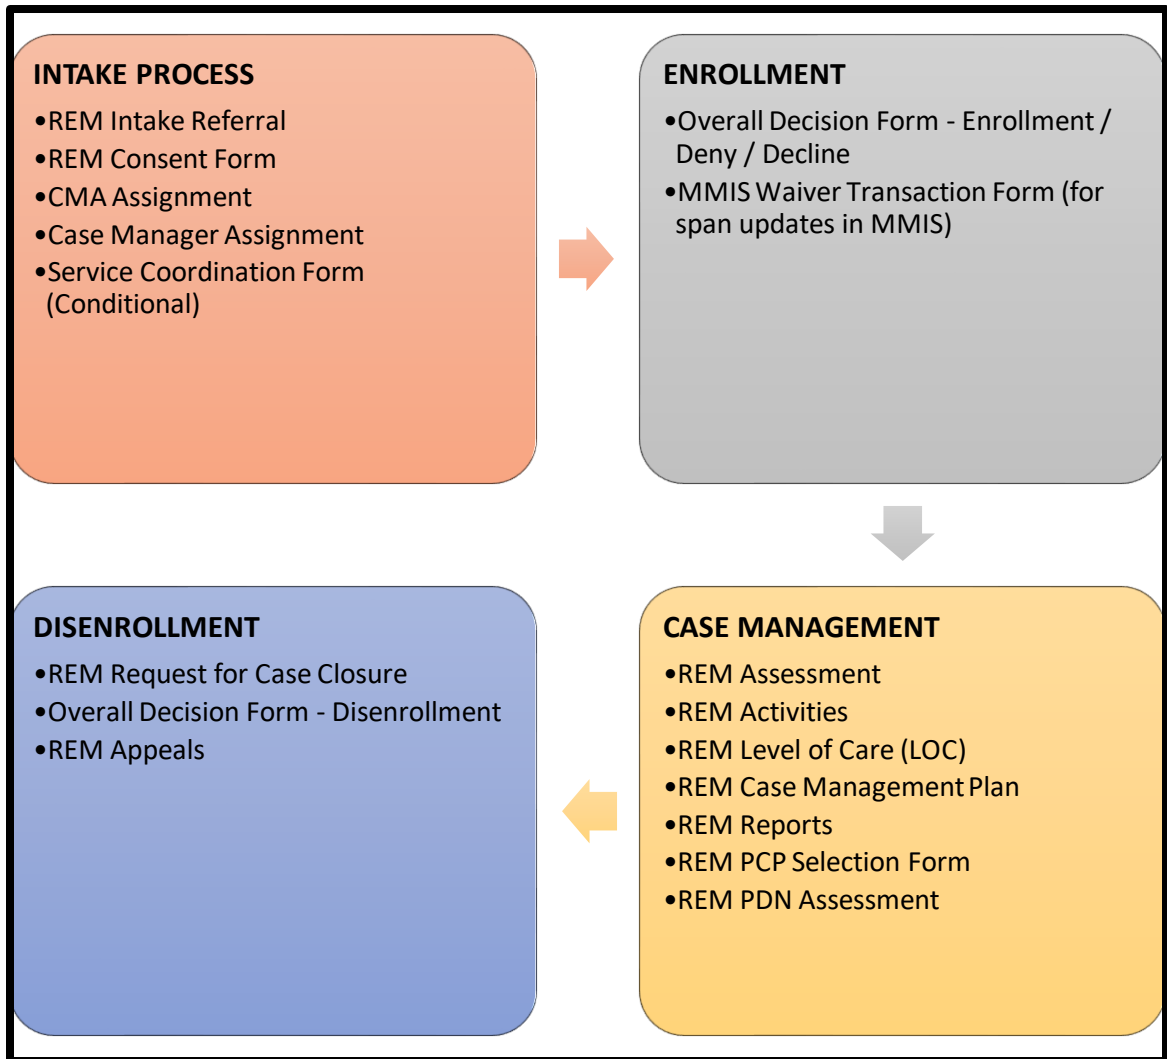 INTAKE PROCESS
•REM Intake Referral
•REM Consent Form
•CMA Assignment
•Case Manager Assignment
•Service Coordination Form
(Conditional)
ENROLLMENT
•Overall Decision Form - Enrollment /
Deny / Decline
•MMIS Waiver Transaction Form (for
span updates in MMIS)
CASE MANAGEMENT
•REM Assessment
•REM Activities
•REM Level of Care (LOC)
•REM Case Management Plan
•REM Reports
•REM PCP Selection Form
•REM PDN Assessment
DISENROLLMENT
•REM Request for Case Closure
•Overall Decision Form - Disenrollment
•REM Appeals